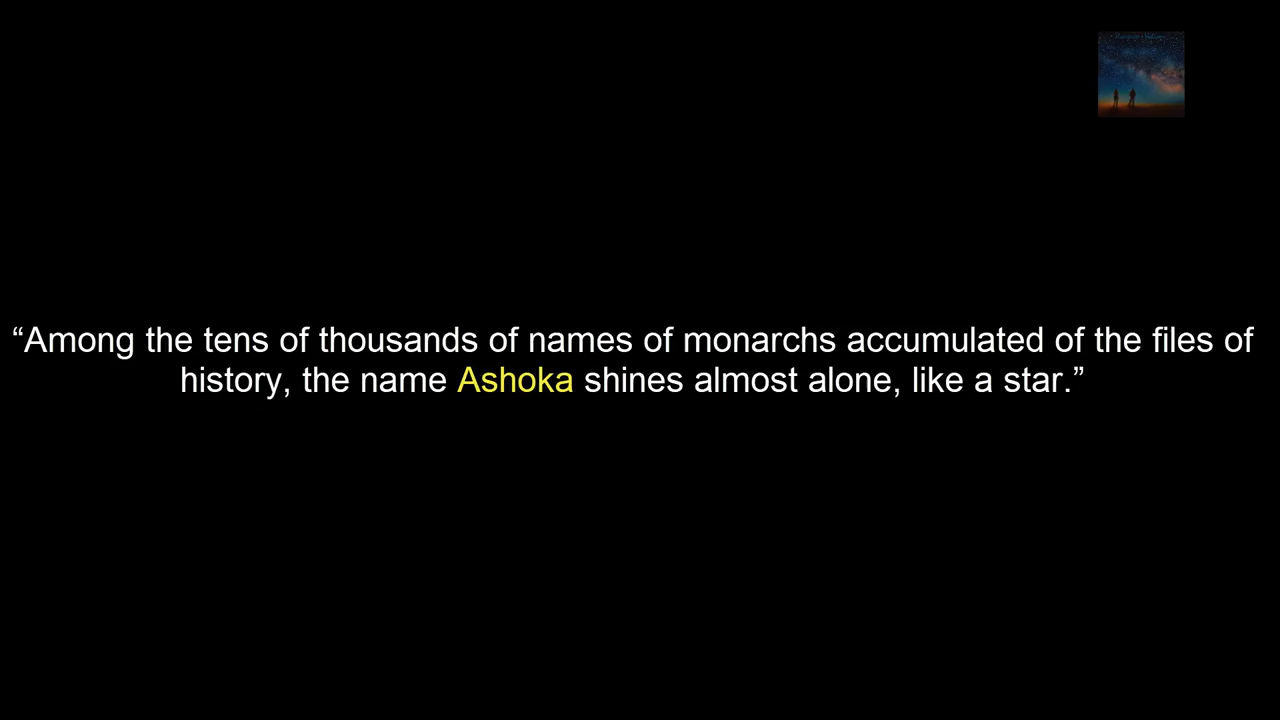 “Among the tens of thousands of names of monarchs accumulated of the files of
history, the name Ashoka shines almost alone, like a star.”